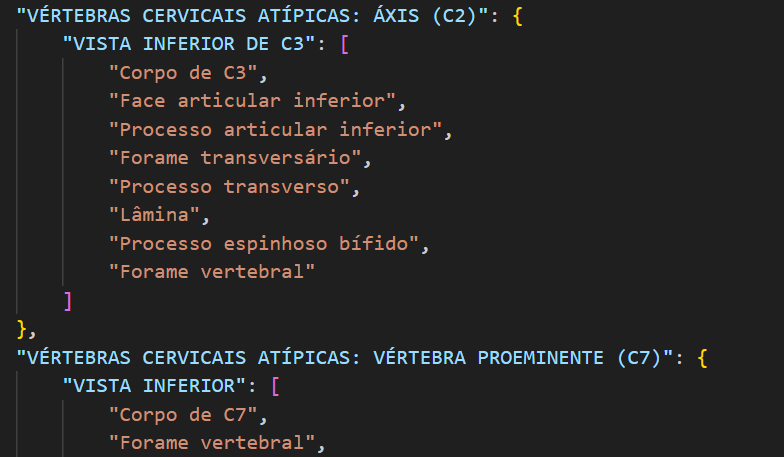 "VÉRTEBRAS CERVICAIS ATÍPICAS: ÁXIS (C2)": {
"VISTA INFERIOR DE C3": [
"Corpo de C3",
"Face articular inferior",
"Processo articular inferior",
"Forame transversário",
"Processo transverso",
"Lâmina",
"Processo espinhoso bífido",
"Forame vertebral"
]
},
"VÉRTEBRAS CERVICAIS ATÍPICAS: VÉRTEBRA PROEMINENTE (C7)": {
"VISTA INFERIOR": [
"Corpo de C7",
"Forame vertebral",